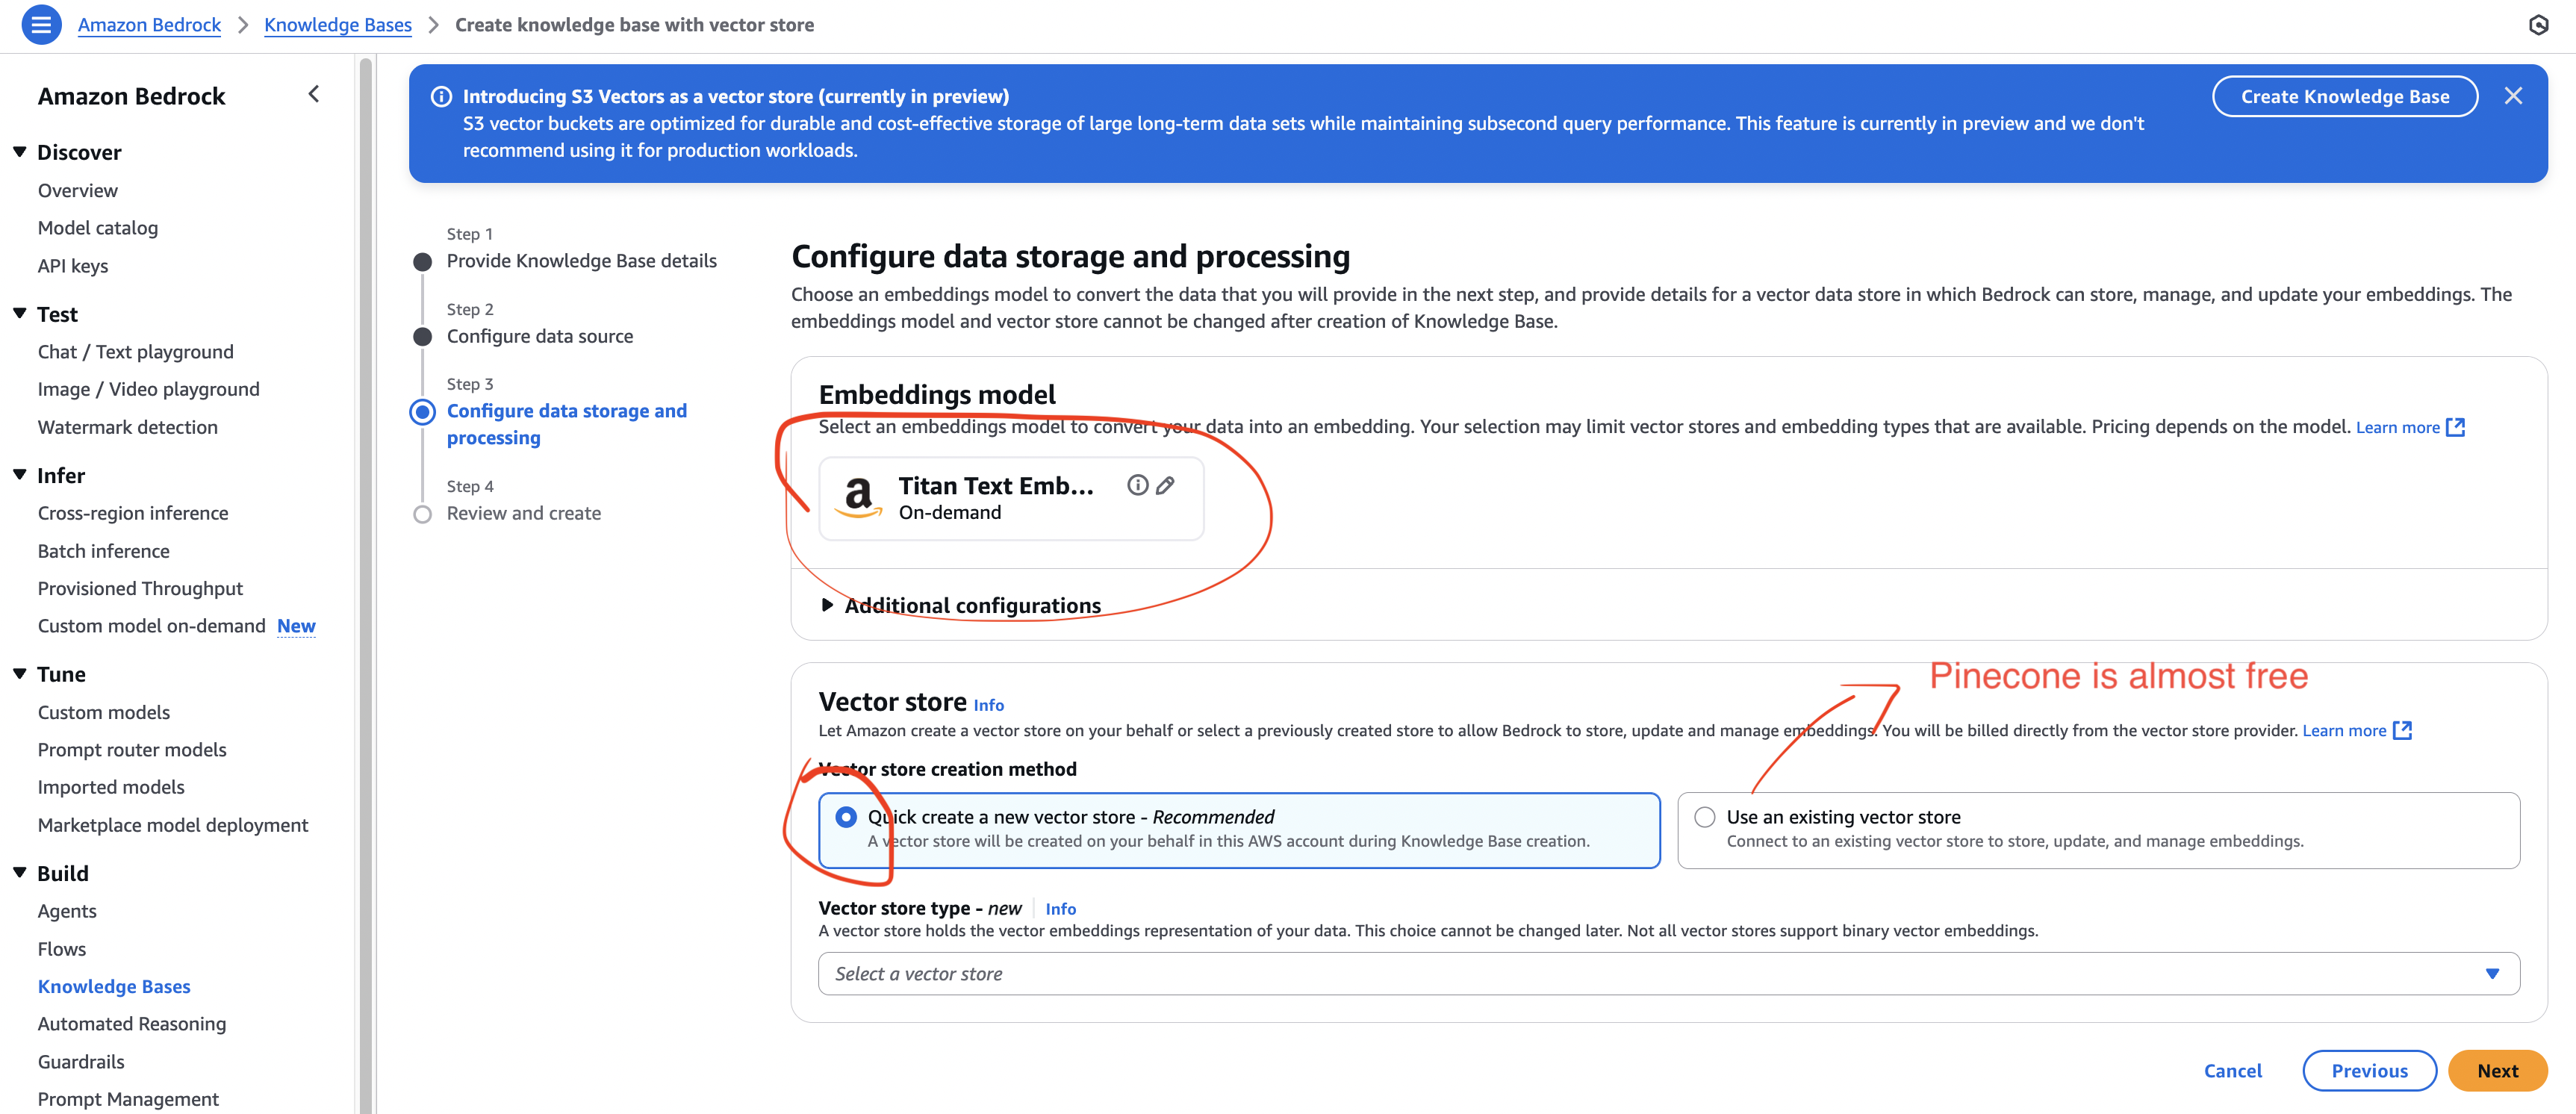 Amazon Bedrock > Knowledge Bases > Create knowledge base with vector store
Amazon Bedrock
Discover
Overview
Model catalog
API keys
Test
Chat / Text playground
Image / Video playground
Watermark detection
Infer
Cross-region inference
Batch inference
Provisioned Throughput
Custom model on-demand New
Tune
Custom models
Prompt router models
Imported models
Marketplace model deployment
Build
Agents
Flows
Knowledge Bases
Automated Reasoning
Guardrails
Prompt Management
Introducing S3 Vectors as a vector store (currently in preview)
S3 vector buckets are optimized for durable and cost-effective storage of large long-term data sets while maintaining subsecond query performance. This feature is currently in preview and we don't
recommend using it for production workloads.
Create Knowledge Base
Step 1
Provide Knowledge Base details
Step 2
Configure data source
Step 3
Configure data storage and
processing
Step 4
Review and create
Configure data storage and processing
Choose an embeddings model to convert the data that you will provide in the next step, and provide details for a vector data store in which Bedrock can store, manage, and update your embeddings. The
embeddings model and vector store cannot be changed after creation of Knowledge Base.
Embeddings model
Select an embeddings model to convert your data into an embedding. Your selection may limit vector stores and embedding types that are available. Pricing depends on the model. Learn more
a
Titan Text Emb...
On-demand
Additional configurations
Pinecone is almost free
Vector store Info
Let Amazon create a vector store on your behalf or select a previously created store to allow Bedrock to store, update and manage embeddings. You will be billed directly from the vector store provider. Learn more
Vector store creation method
Quick create a new vector store - Recommended
A vector store will be created on your behalf in this AWS account during Knowledge Base creation.
Use an existing vector store
Connect to an existing vector store to store, update, and manage embeddings.
Vector store type - new Info
A vector store holds the vector embeddings representation of your data. This choice cannot be changed later. Not all vector stores support binary vector embeddings.
Select a vector store
Cancel
Previous
Next